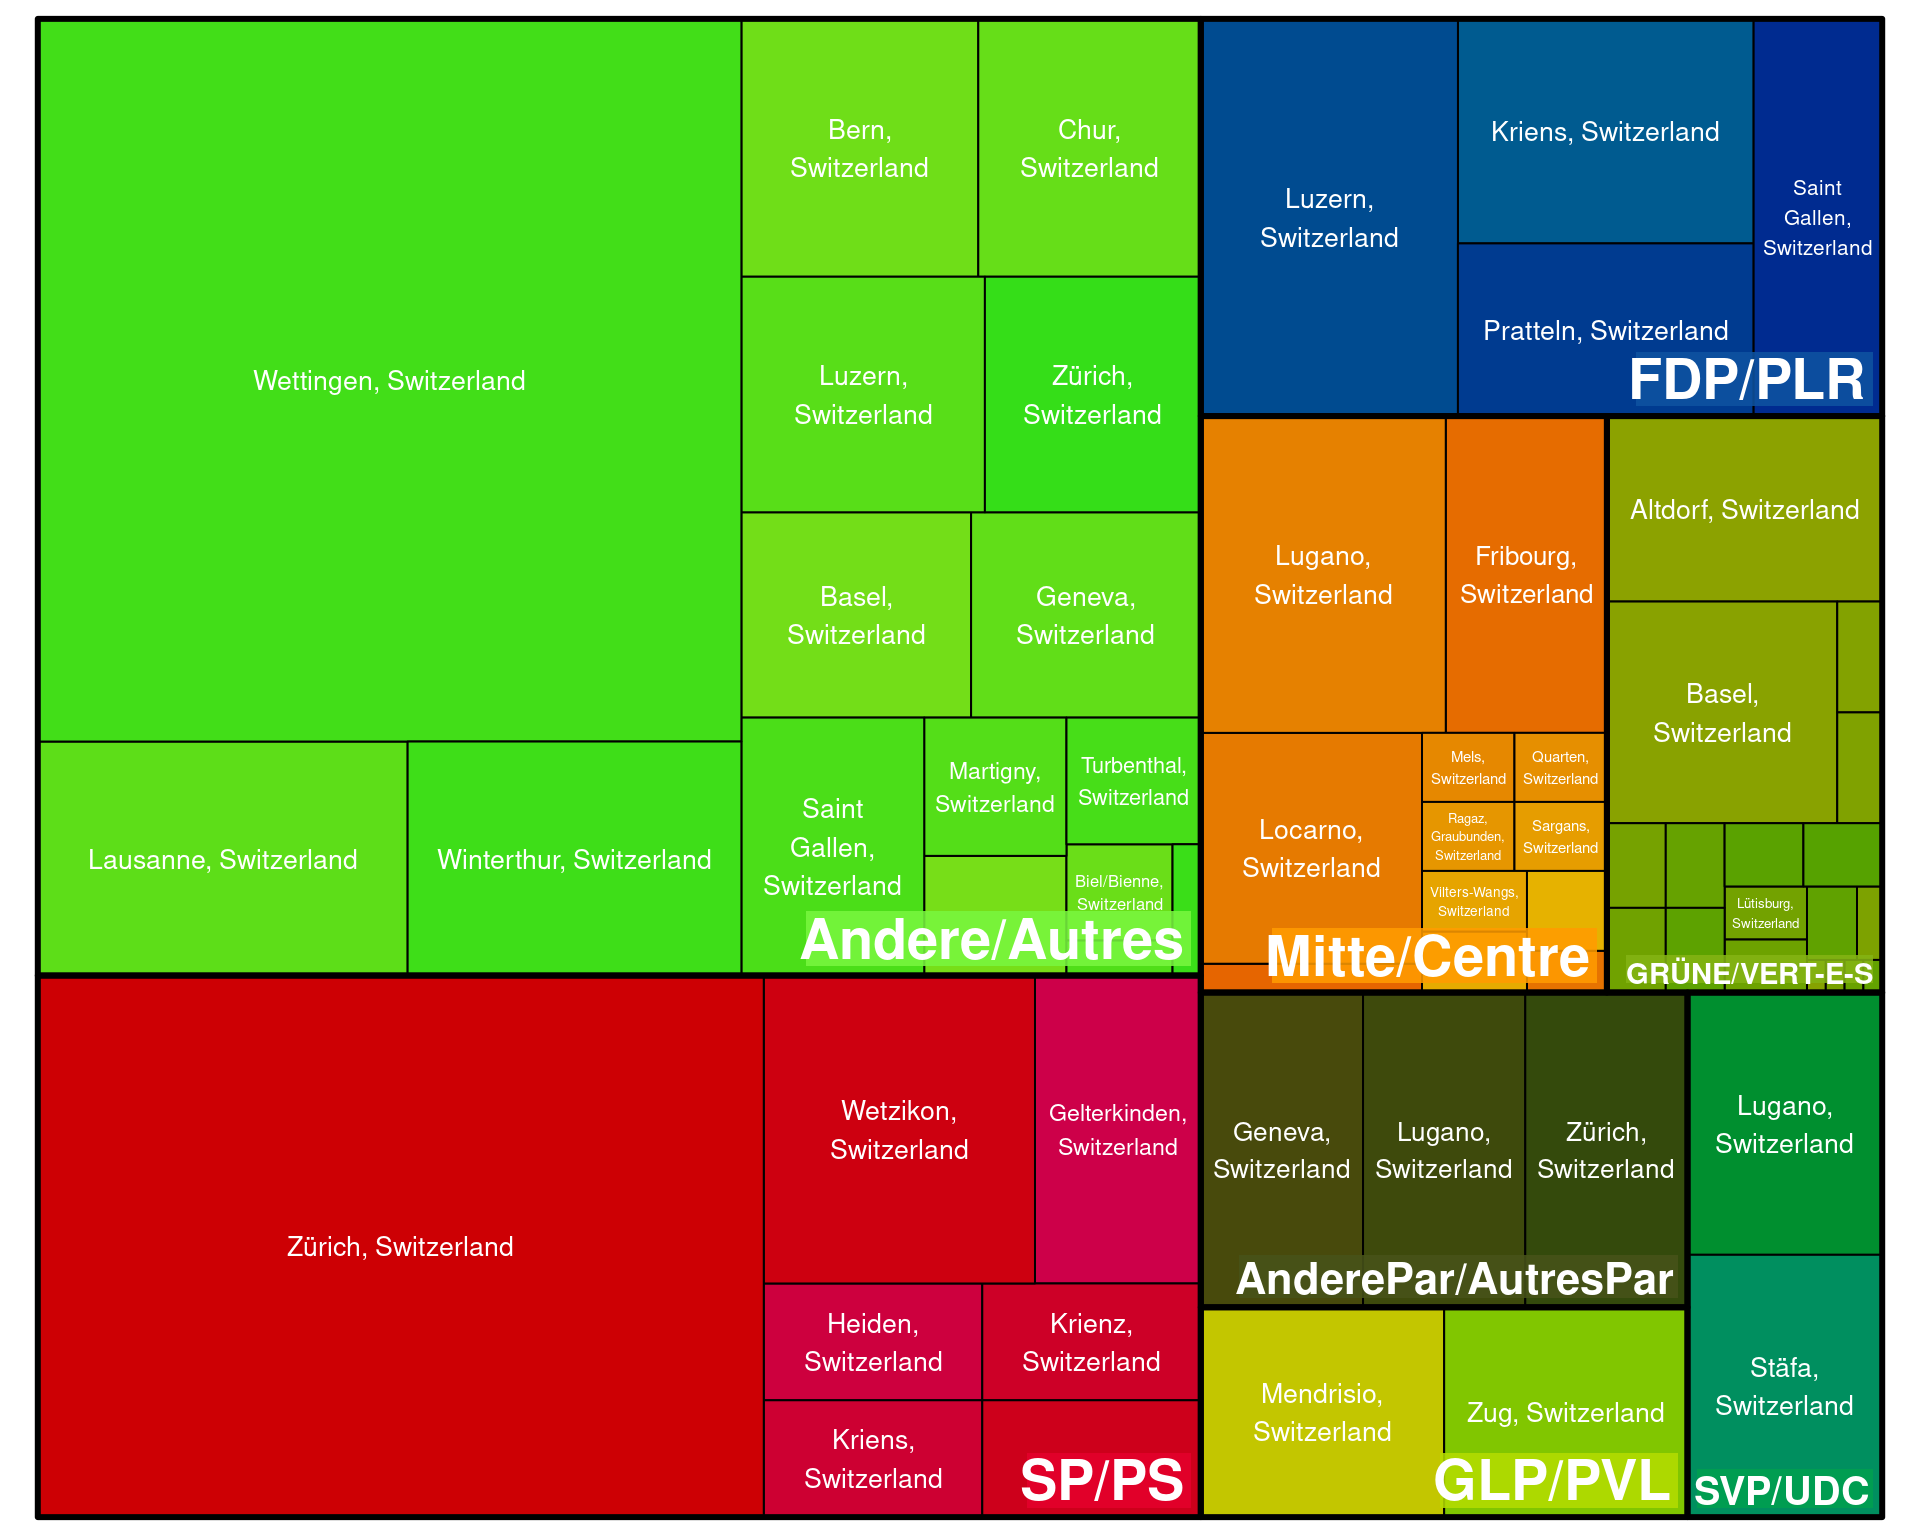 Wettingen, Switzerland
Lausanne, Switzerland
Winterthur, Switzerland
Bern,
Switzerland
Chur,
Switzerland
Luzern,
Switzerland
Zürich,
Switzerland
Basel,
Switzerland
Geneva,
Switzerland
Saint
Gallen,
Switzerland
Martigny,
Switzerland
Turbenthal,
Switzerland
Biel/Bienne,
Switzerland
Andere/Autres
Zürich, Switzerland
Wetzikon,
Switzerland
Gelterkinden,
Switzerland
Heiden,
Switzerland
Krienz,
Switzerland
Kriens,
Switzerland
SP/PS
Luzern,
Switzerland
Kriens, Switzerland
Pratteln, Switzerland
Saint
Gallen,
Switzerland
FDP/PLR
Lugano,
Switzerland
Fribourg,
Switzerland
Locarno,
Switzerland
Mels,
Switzerland
Quarten,
Switzerland
Ragaz,
Graubunden,
Switzerland
Sargans,
Switzerland
Vilters-Wangs,
Switzerland
Mitte/Centre
Altdorf, Switzerland
Basel,
Switzerland
Lütisburg,
Switzerland
GRÜNE/VERT-E-S
Geneva,
Switzerland
Lugano,
Switzerland
Zürich,
Switzerland
AnderePar/AutresPar
Mendrisio,
Switzerland
Zug, Switzerland
GLP/PVL
Lugano,
Switzerland
Stäfa,
Switzerland
SVP/UDC